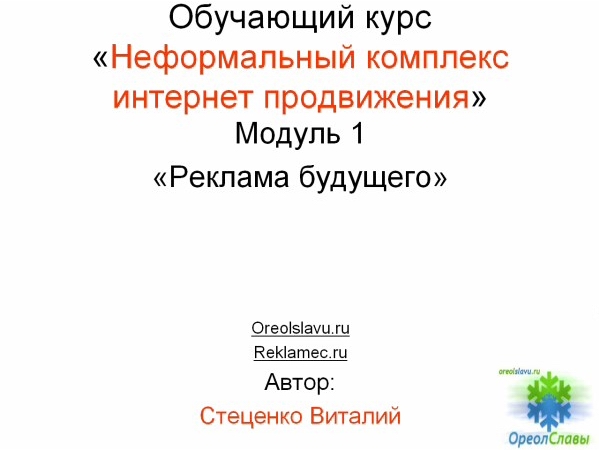 Обучающий курс
«Неформальный комплекс
интернет продвижения»
Модуль 1
«Реклама будущего»
Oreolslavu.ru
Reklamec.ru
Автор:
Стеценко Виталий
oreolslavu.ru
ОреолСлавы